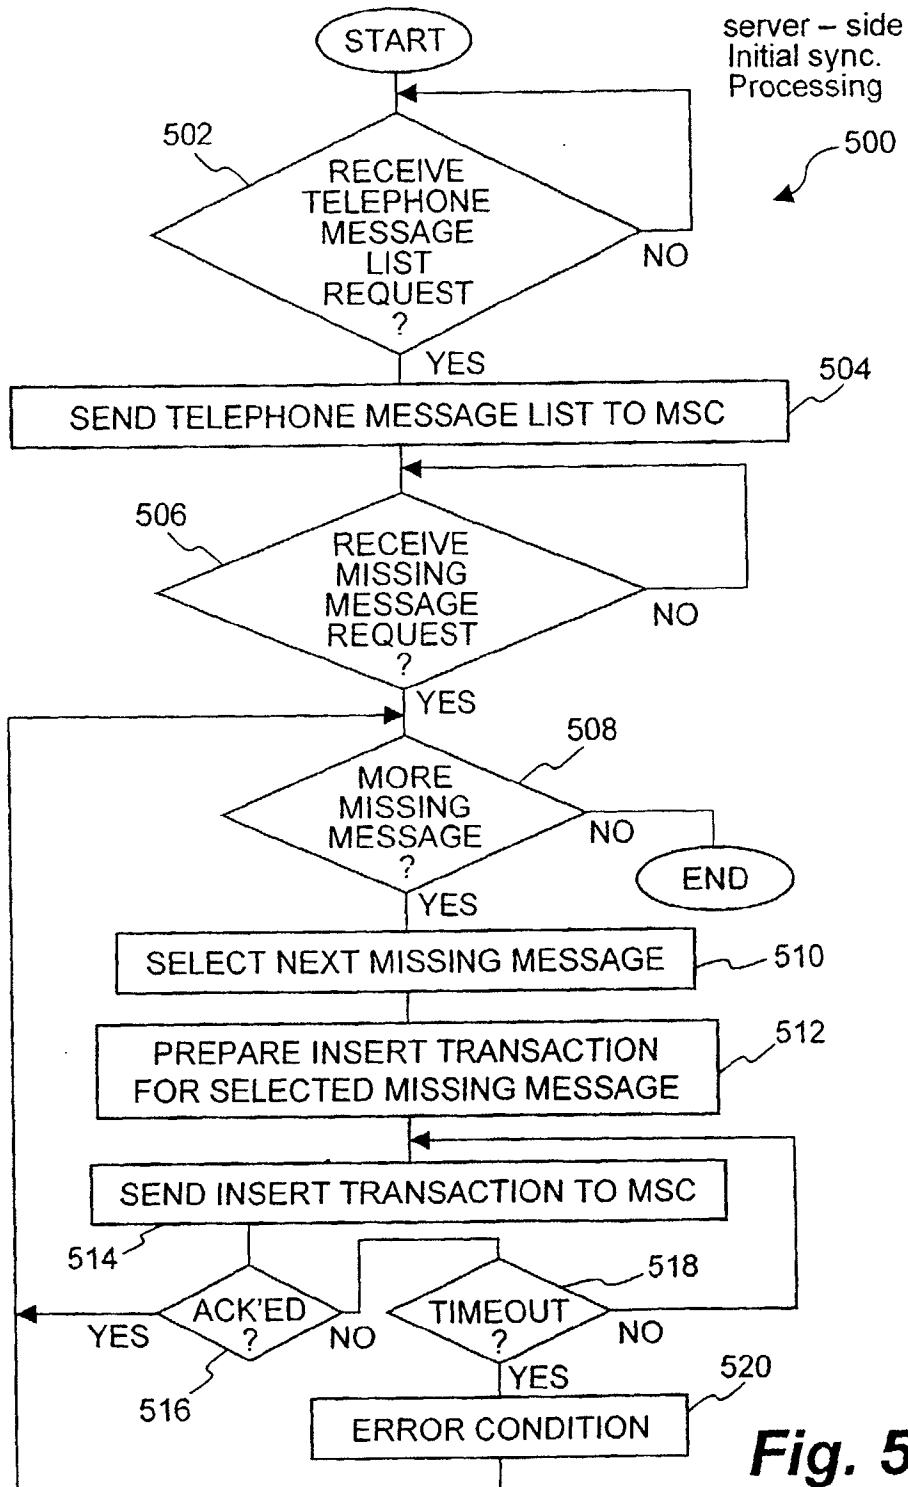 START
server – side
Initial sync.
Processing
500
502
RECEIVE
TELEPHONE
MESSAGE
LIST
REQUEST
?
NO
YES
504
SEND TELEPHONE MESSAGE LIST TO MSC
506
RECEIVE
MISSING
MESSAGE
REQUEST
?
NO
YES
508
MORE
MISSING
MESSAGE
?
NO
END
YES
SELECT NEXT MISSING MESSAGE
510
PREPARE INSERT TRANSACTION
FOR SELECTED MISSING MESSAGE
512
SEND INSERT TRANSACTION TO MSC
514
ACK'ED
?
YES
NO
516
TIMEOUT
?
518
NO
YES
520
ERROR CONDITION
Fig. 5